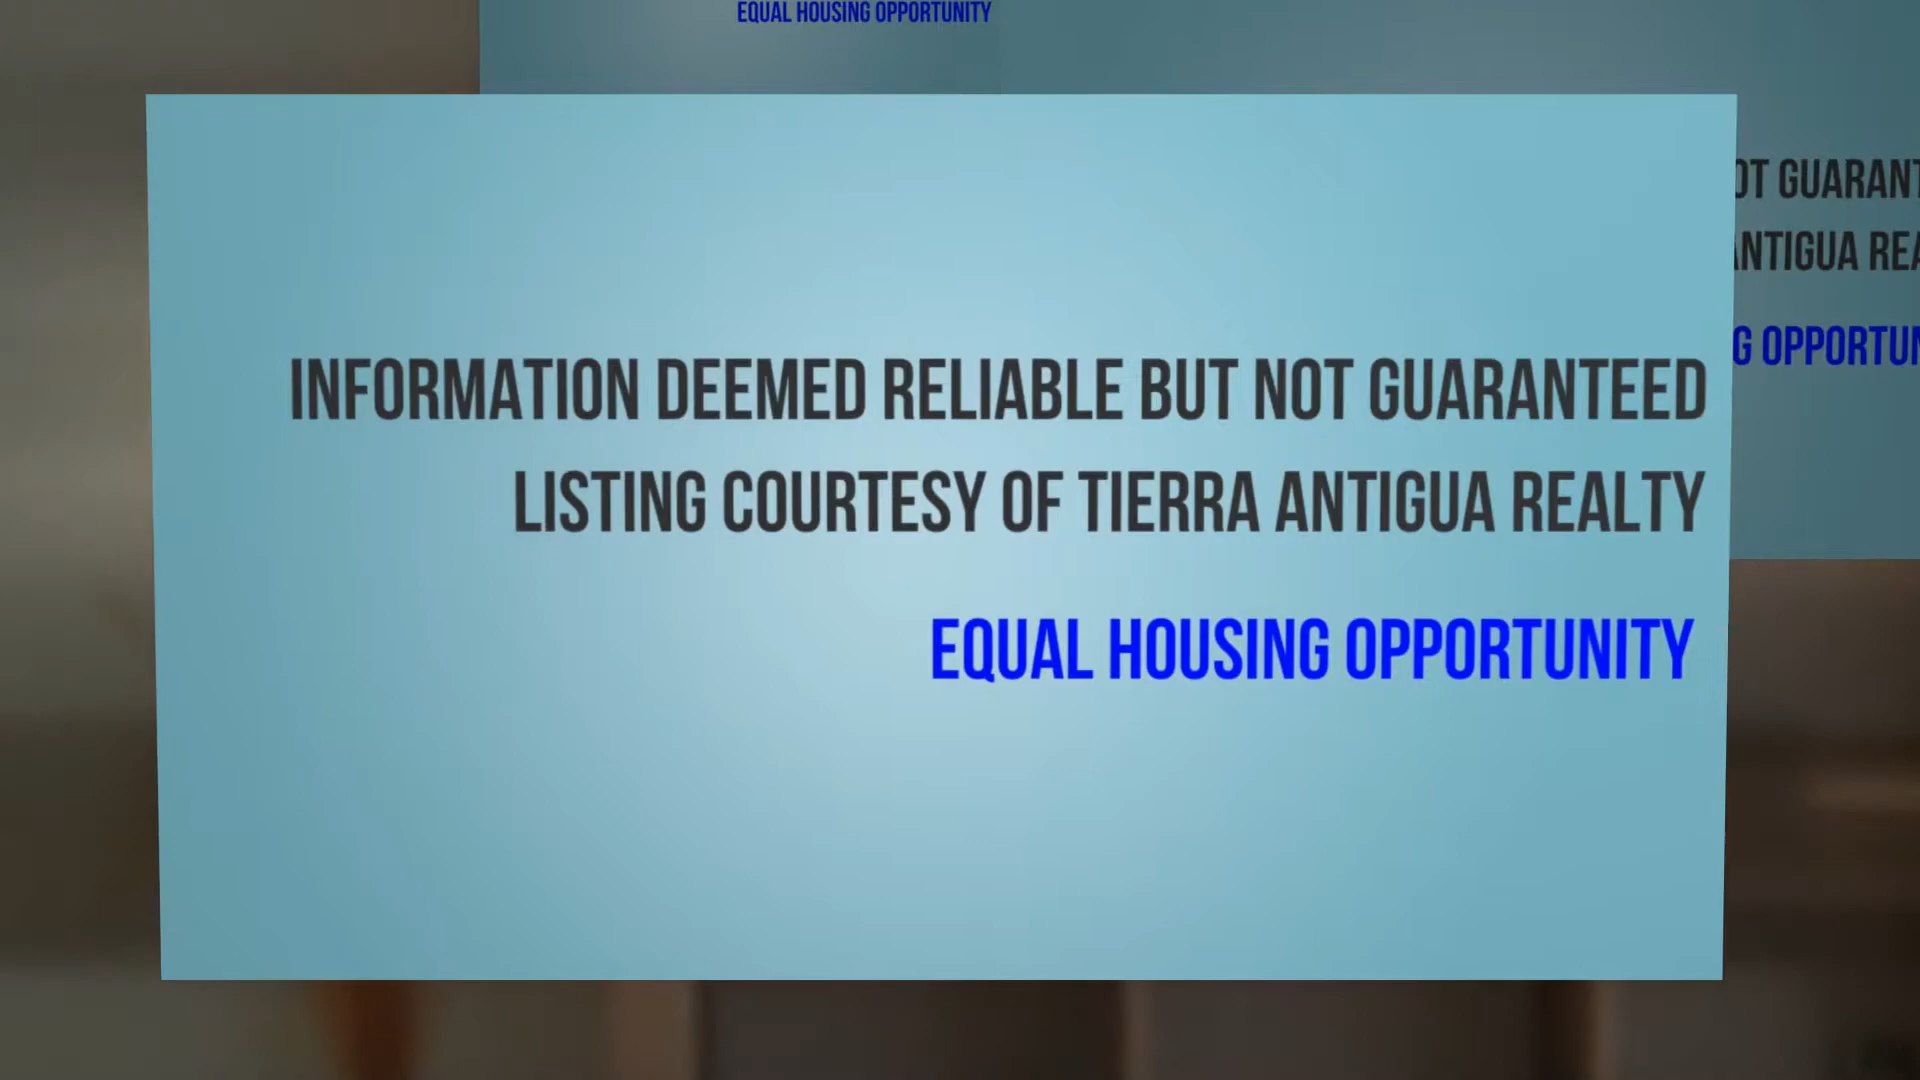 EQUAL HOUSING OPPORTUNITY
INFORMATION DEEMED RELIABLE BUT NOT GUARANTEED
LISTING COURTESY OF TIERRA ANTIGUA REALTY
EQUAL HOUSING OPPORTUNITY